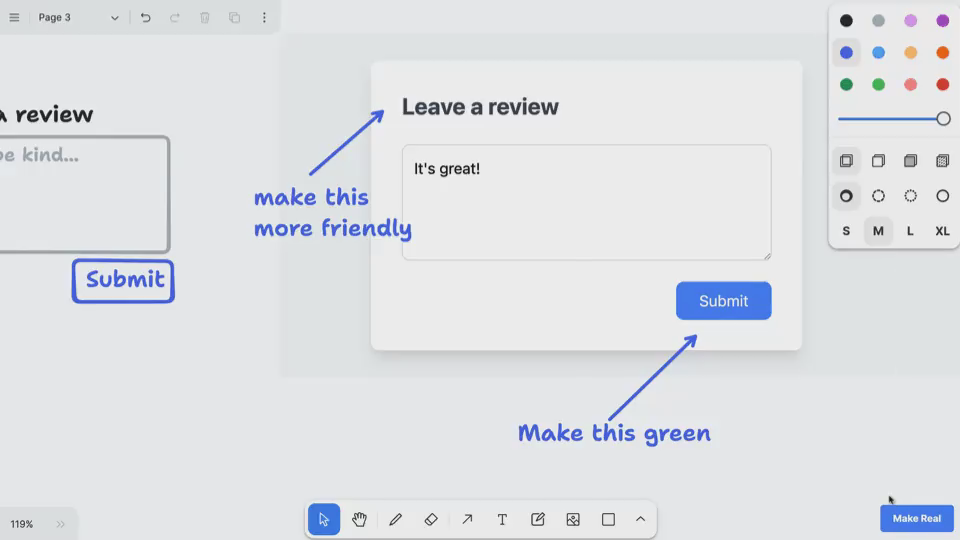 Page 3
a review
be kind...
Submit
make this
more friendly
Leave a review
It's great!
Submit
Make this green
S M L XL
119%
Make Real